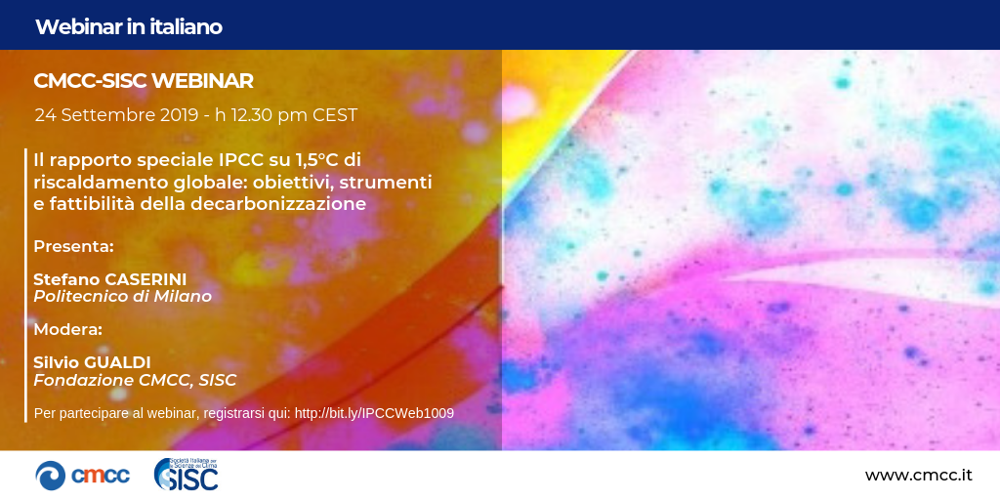 Webinar in italiano
CMCC-SISC WEBINAR
24 Settembre 2019 - h 12.30 pm CEST
Il rapporto speciale IPCC su 1,5°C di
riscaldamento globale: obiettivi, strumenti
e fattibilità della decarbonizzazione
Presenta:
Stefano CASERINI
Politecnico di Milano
Modera:
Silvio GUALDI
Fondazione CMCC, SISC
Per partecipare al webinar, registrarsi qui: http://bit.ly/IPCCWeb1009
cmcc
Società Italiana per
le Scienze del Clima
SISC
www.cmcc.it